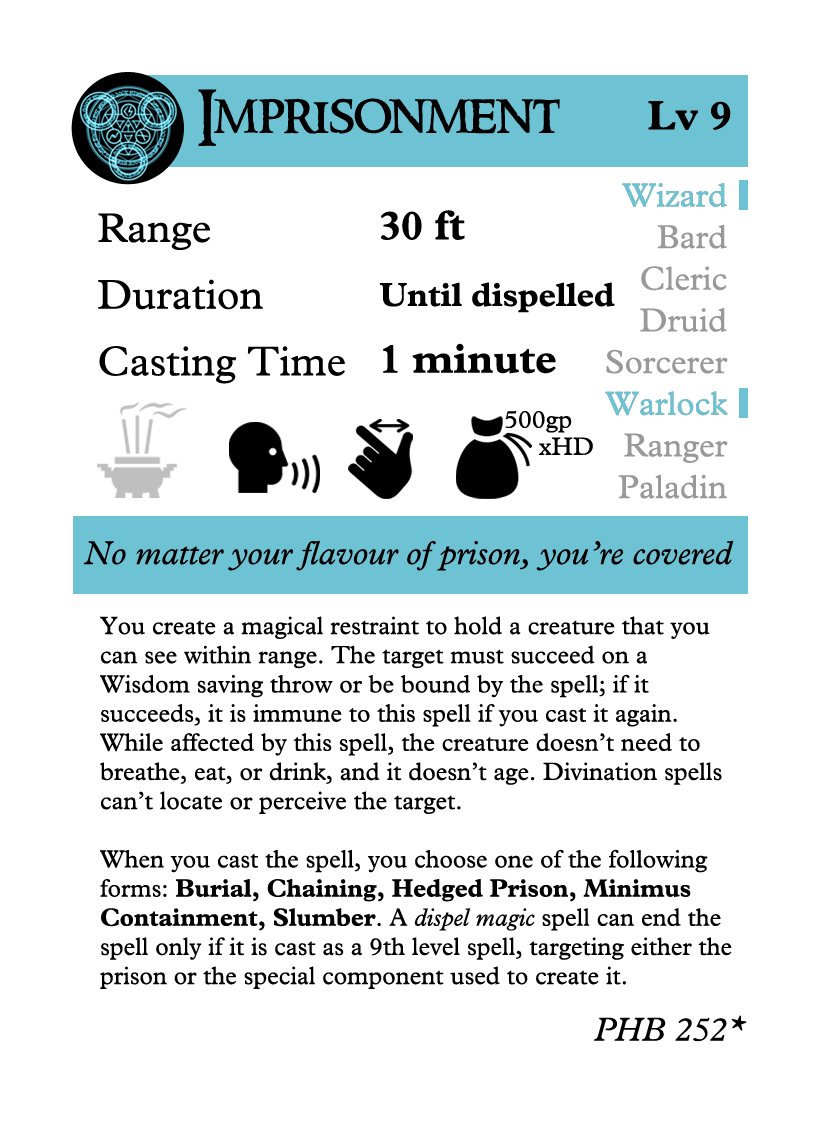 Imprisonment Lv 9
Wizard
Bard
Cleric
Druid
Sorcerer
Warlock
Ranger
Paladin
Range 30 ft
Duration Until dispelled
Casting Time 1 minute
500gp
xHD
No matter your flavour of prison, you're covered
You create a magical restraint to hold a creature that you
can see within range. The target must succeed on a
Wisdom saving throw or be bound by the spell; if it
succeeds, it is immune to this spell if you cast it again.
While affected by this spell, the creature doesn't need to
breathe, eat, or drink, and it doesn't age. Divination spells
can't locate or perceive the target.
When you cast the spell, you choose one of the following
forms: Burial, Chaining, Hedged Prison, Minimus
Containment, Slumber. A dispel magic spell can end the
spell only if it is cast as a 9th level spell, targeting either the
prison or the special component used to create it.
PHB 252*